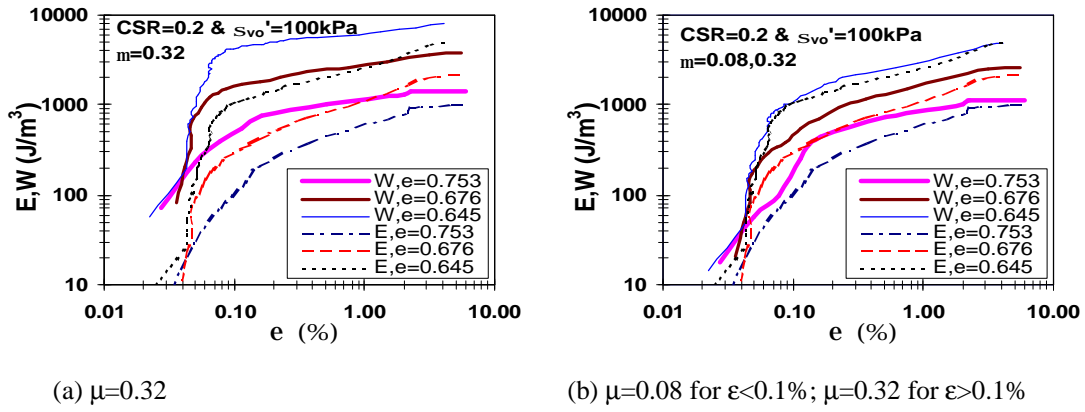 CSR=0.2 & svo'=100kPa
m=0.32
E,W (J/m3)
10000
1000
100
10
W,e=0.753
W,e=0.676
W,e=0.645
E,e=0.753
E,e=0.676
E,e=0.645
0.01 0.10 1.00 10.00
e (%)
(a) μ=0.32
CSR=0.2 & svo'=100kPa
m=0.08,0.32
E,W (J/m3)
10000
1000
100
10
W,e=0.753
W,e=0.676
W,e=0.645
E,e=0.753
E,e=0.676
E,e=0.645
0.01 0.10 1.00 10.00
e (%)
(b) μ=0.08 for ε<0.1%; μ=0.32 for ε>0.1%